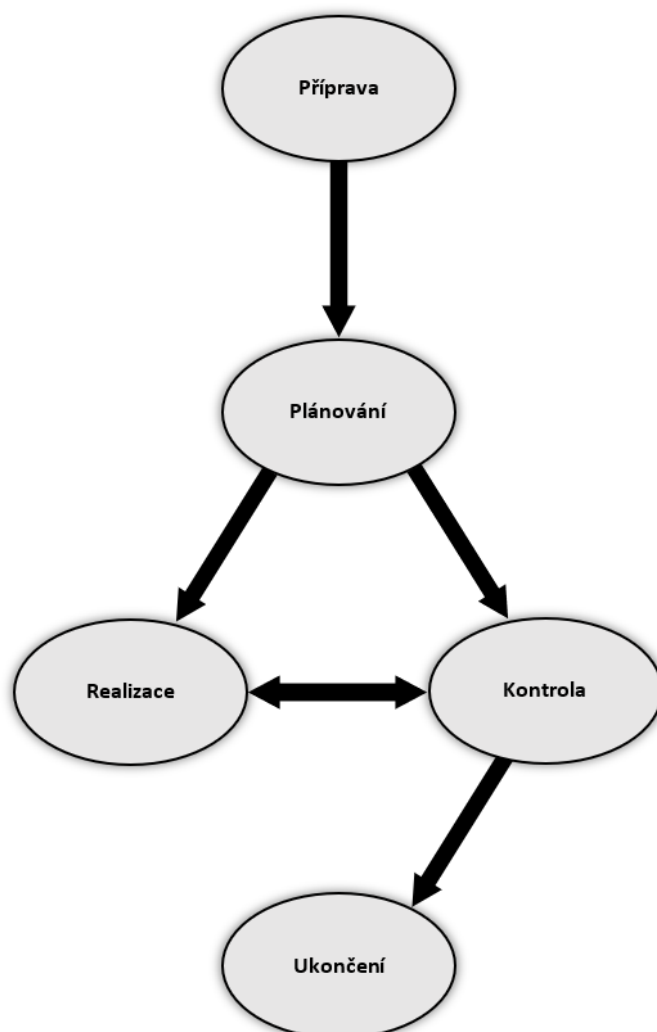 Příprava
Plánování
Realizace
Kontrola
Ukončení